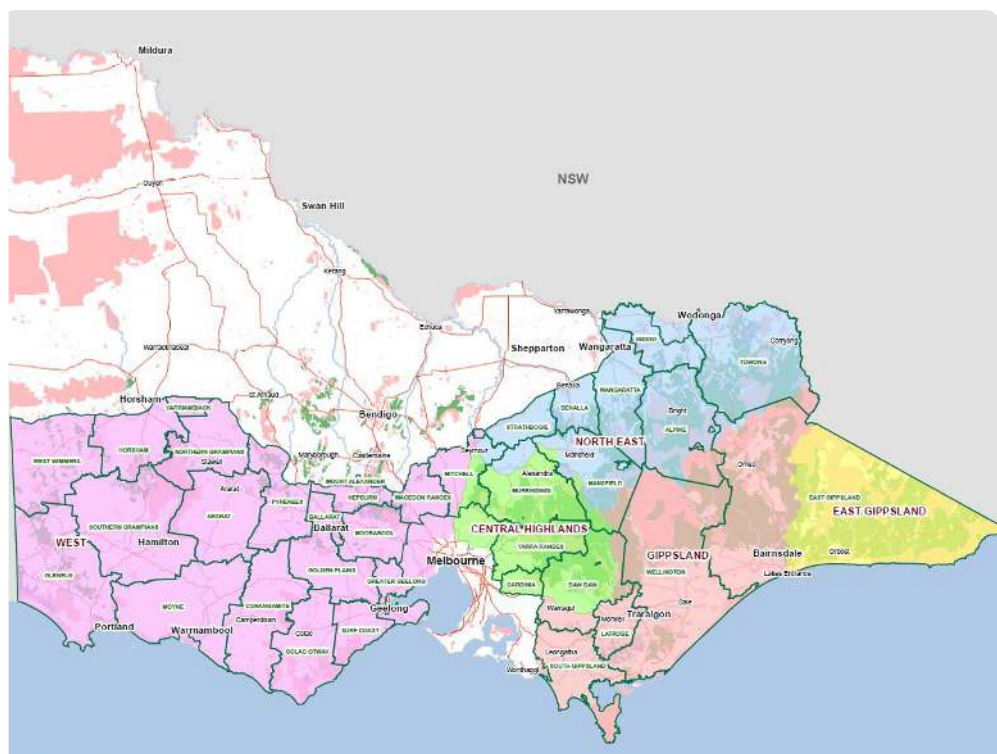 Mildura
Ouyen
NSW
Swan Hill
Kerang
Echuca
Yarrawonga
Wodonga
Shepparton
Wangaratta
INDIGO
Corryong
TOWONG
Warracknabeal
Horsham
St Arnaud
Bendigo
Benalla
WANGARATTA
YARRIAMBIACK
BENALLA
Bright
ALPINE
STRATHBOGIE
NORTH EAST
WEST WIMMERA
HORSHAM
NORTHERN GRAMPIANS
Stawell
Maryborough
Castlemaine
Seymour
Mansfield
MITCHELL
MOUNT ALEXANDER
Alexandra
MURRINDINDI
MANSFIELD
Omeo
Ararat
PYRENEES
HEPBURN
MACEDON RANGES
EAST GIPPSLAND
EAST GIPPSLAND
SOUTHERN GRAMPIANS
ARARAT
BALLARAT
Ballarat
MOORABOOL
CENTRAL HIGHLANDS
WEST
Hamilton
YARRA RANGES
GIPPSLAND
Bairnsdale
Orbost
Melbourne
GLENELG
GOLDEN PLAINS
WELLINGTON
Lakes Entrance
GREATER GEELONG
CARDINIA
BAW BAW
MOYNE
CORANGAMITE
Geelong
Warragul
Sale
Portland
Warrnambool
Camperdown
Colac
SURF COAST
Morwell
Traralgon
LATROBE
COLAC OTWAY
Leongatha
Wonthaggi
SOUTH GIPPSLAND